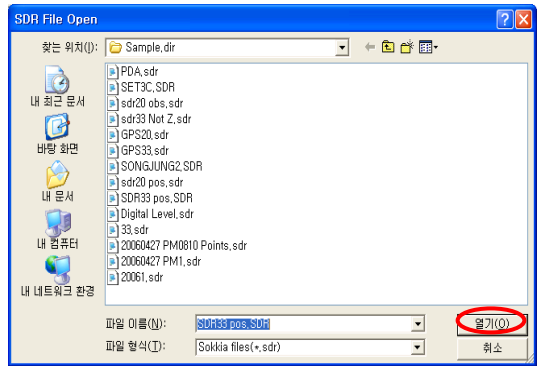 SDR File Open
찾는 위치(I):
Sample.dir
PDA.sdr
SET3C.SDR
sdr20 obs.sdr
sdr33 Not Z.sdr
GPS20.sdr
GPS33.sdr
SONGJUNG2.SDR
sdr20 pos.sdr
SDR33 pos.SDR
Digital Level.sdr
33.sdr
20060427 PM0810 Points.sdr
20060427 PM1.sdr
20061.sdr
내 최근 문서
바탕 화면
내 문서
내 컴퓨터
내 네트워크 환경
파일 이름(N):
SDR33 pos.SDR
열기(O)
파일 형식(T):
Sokkia files(*.sdr)
취소